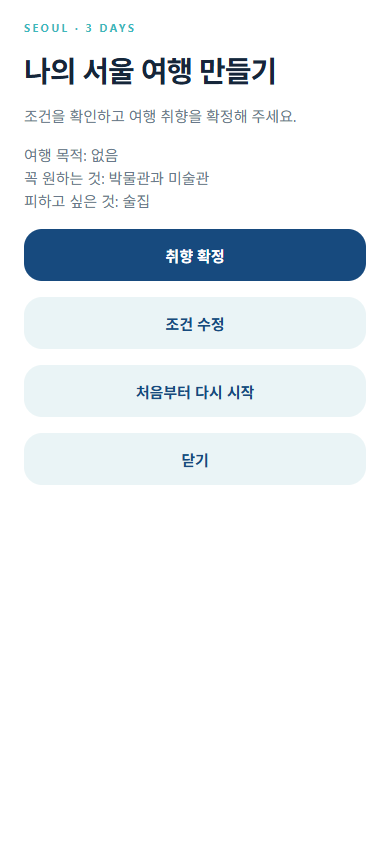 SEOUL · 3 DAYS
나의 서울 여행 만들기
조건을 확인하고 여행 취향을 확정해 주세요.
여행 목적: 없음
꼭 원하는 것: 박물관과 미술관
피하고 싶은 것: 술집
취향 확정
조건 수정
처음부터 다시 시작
닫기